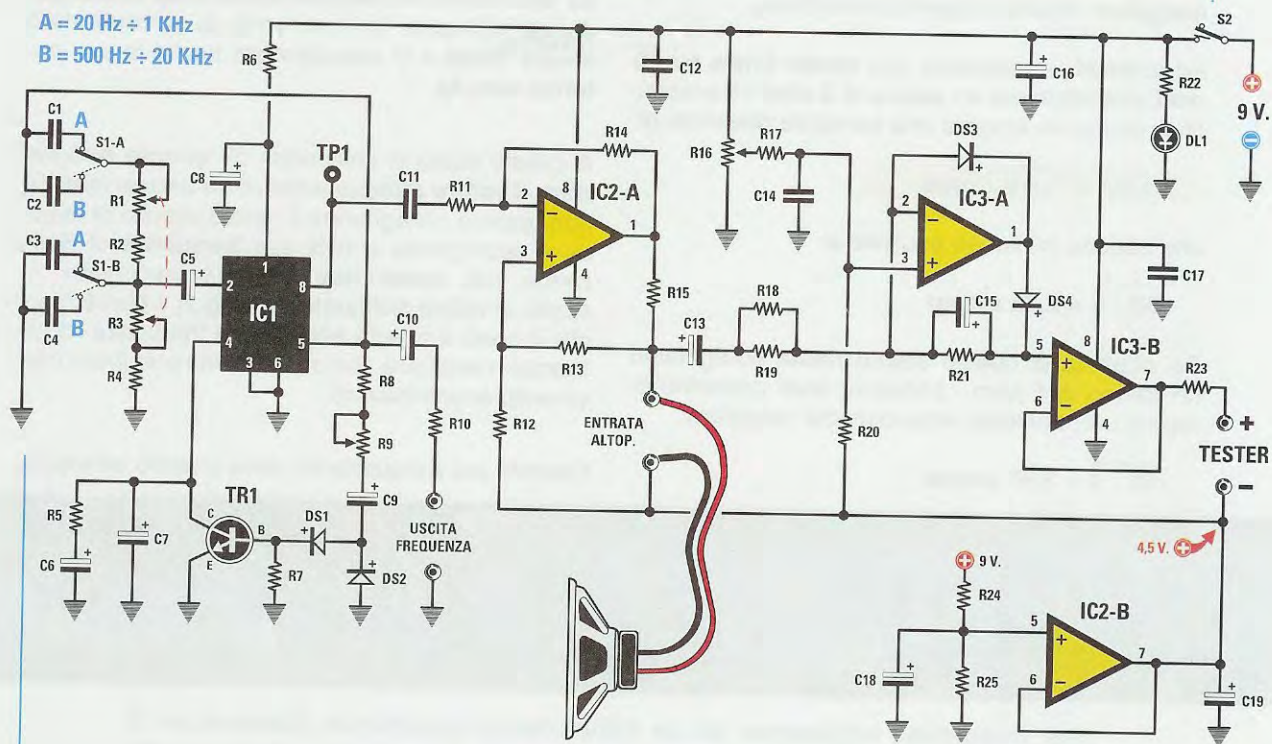 A = 20 Hz ÷ 1 KHz
B = 500 Hz ÷ 20 KHz
R6
C12
C16
S2
R22
9 V.
DL1
C1
A
S1-A
C2
B
R1
C8
TP1
C11
R11
R14
2
8
IC2-A
1
3
4
R16
R17
C14
DS3
IC3-A
2
3
1
C3
A
R2
S1-B
C4
B
C5
R3
R4
1
2
8
IC1
4
5
3
6
C10
R15
C13
R18
R19
C15
R21
DS4
C17
5
8
IC3-B
7
6
4
R23
R8
R9
R10
R12
R13
ENTRATA
ALTOP.
R20
+
TESTER
-
R5
C6
C7
TR1
C
B
E
DS1
R7
C9
DS2
USCITA
FREQUENZA
4,5 V.
9 V.
R24
IC2-B
5
7
6
C18
R25
C19